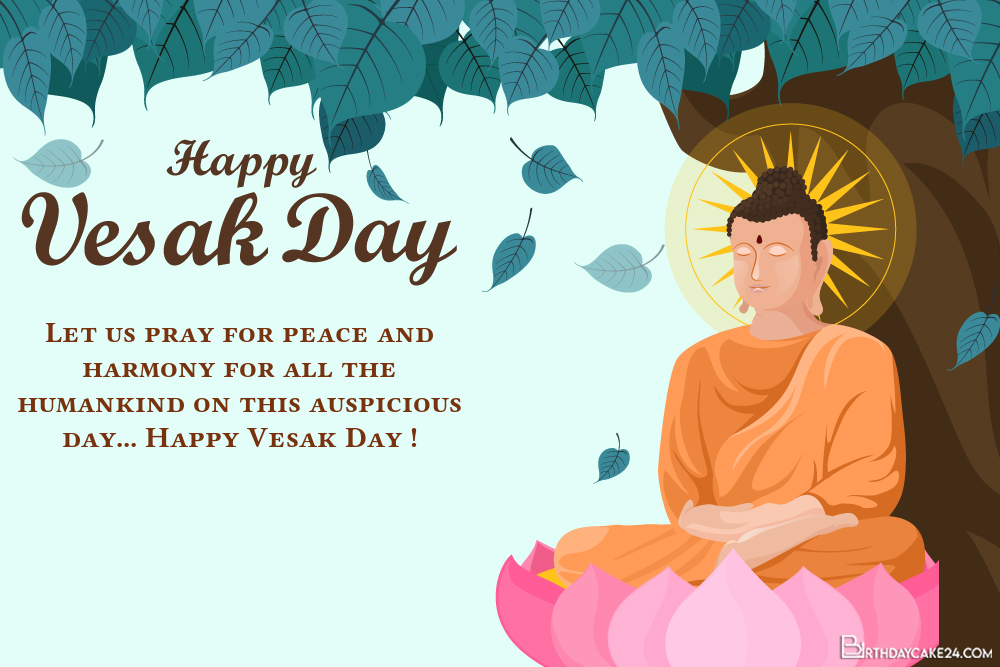 Happy
Vesak Day
Let us pray for peace and
harmony for all the
humankind on this auspicious
day... Happy Vesak Day !
Birthdaycake24.com